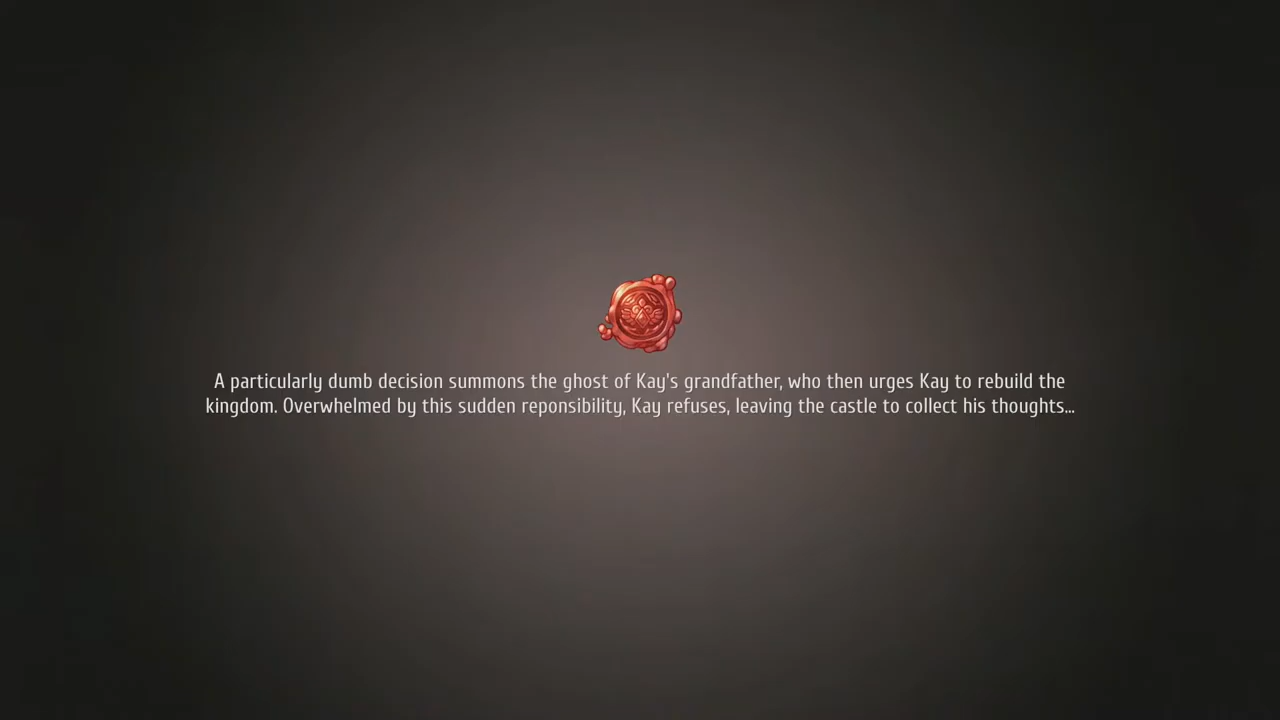 A particularly dumb decision summons the ghost of Kay's grandfather, who then urges Kay to rebuild the
kingdom. Overwhelmed by this sudden reponsibility, Kay refuses, leaving the castle to collect his thoughts...